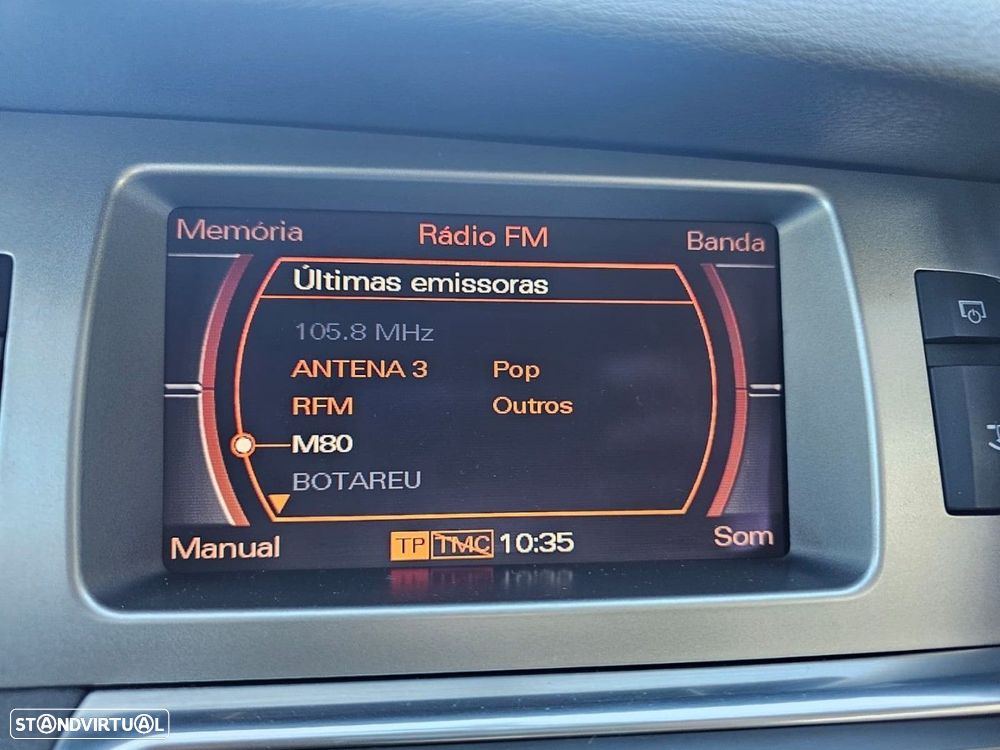 Memória Rádio FM Banda
Últimas emissoras
105.8 MHz
ANTENA 3 Pop
RFM Outros
M80
BOTAREU
Manual TP TMC 10:35 Som
STANDVIRTUAL